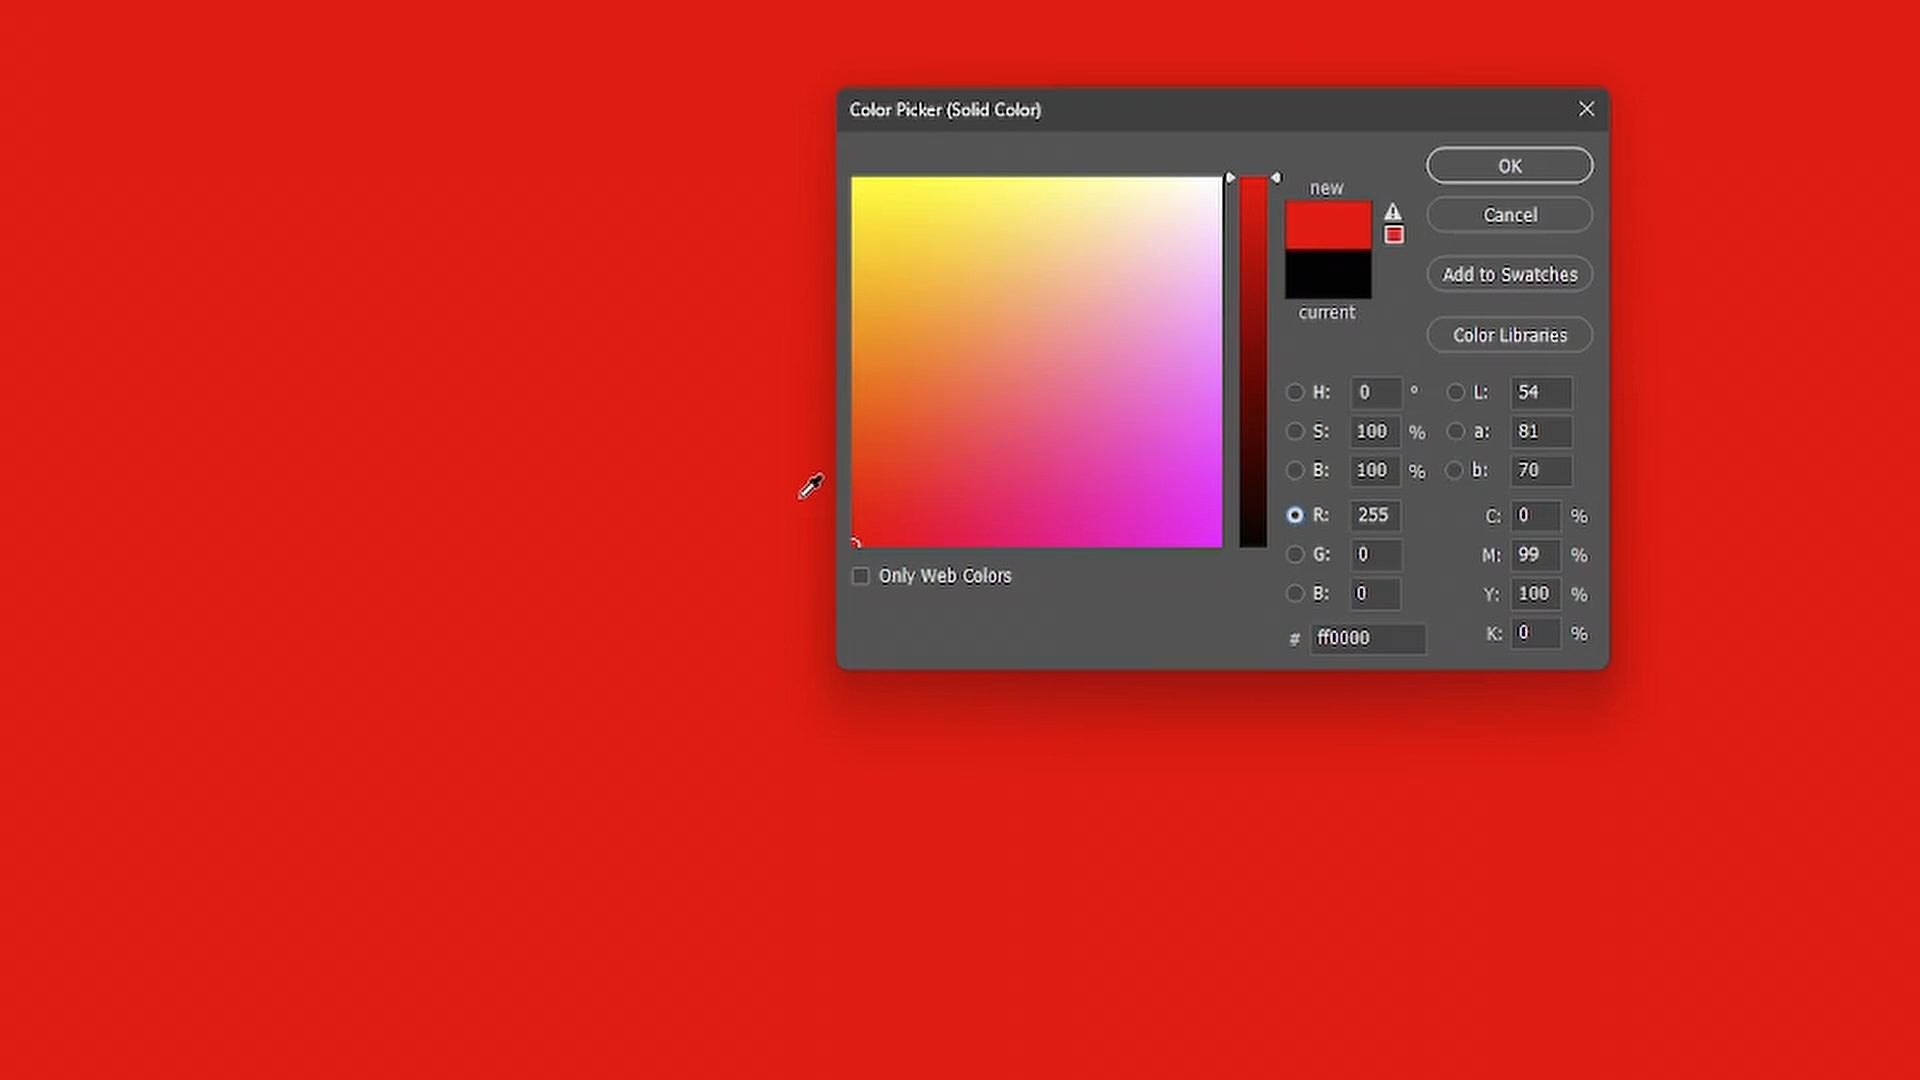 Color Picker (Solid Color)
OK
new
Cancel
Add to Swatches
current
Color Libraries
H: 0 ° L: 54
S: 100 % a: 81
B: 100 % b: 70
R: 255 C: 0 %
G: 0 M: 99 %
Only Web Colors
B: 0 Y: 100 %
# ff0000 K: 0 %